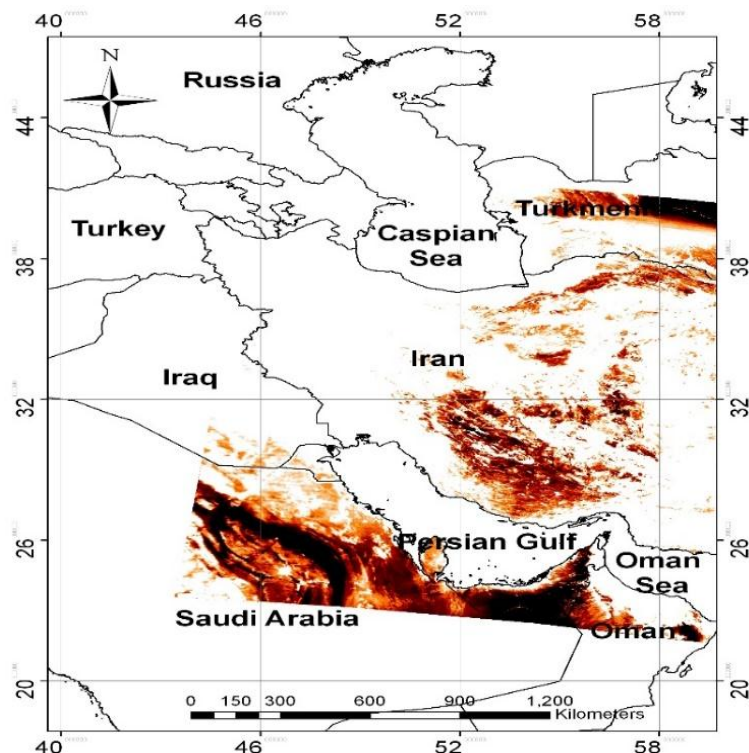 40 46 52 58
N
Russia
44
44
Turkmeni
Turkey
Caspian
Sea
38
38
Iran
Iraq
32
32
26
Persian Gulf
26
Oman
Sea
Saudi Arabia
Oman
20
20
0 150 300 600 900 1,200
Kilometers
40 46 52 58